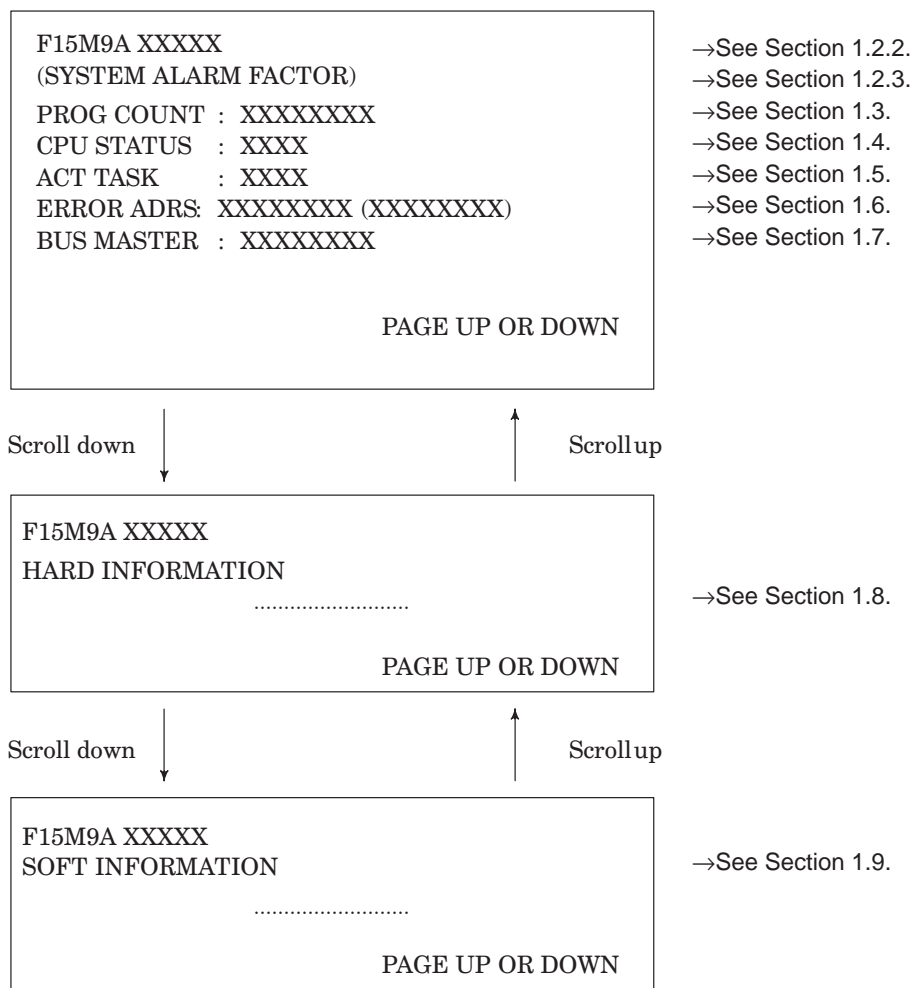 F15M9A XXXXX →See Section 1.2.2.
(SYSTEM ALARM FACTOR) →See Section 1.2.3.
PROG COUNT : XXXXXXXX →See Section 1.3.
CPU STATUS : XXXX →See Section 1.4.
ACT TASK : XXXX →See Section 1.5.
ERROR ADRS: XXXXXXXX (XXXXXXXX) →See Section 1.6.
BUS MASTER : XXXXXXXX →See Section 1.7.
PAGE UP OR DOWN
Scroll down Scroll up
F15M9A XXXXX
HARD INFORMATION
.......................... →See Section 1.8.
PAGE UP OR DOWN
Scroll down Scroll up
F15M9A XXXXX
SOFT INFORMATION →See Section 1.9.
..........................
PAGE UP OR DOWN